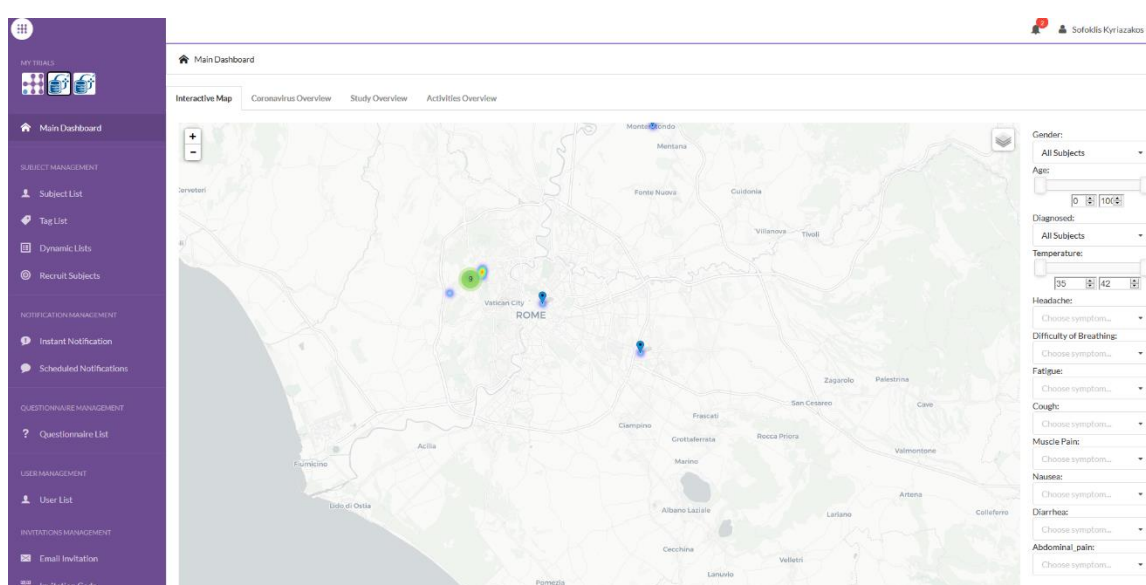 2
Sofoklis Kyriazakos
MY TRIALS
Main Dashboard
SUBJECT MANAGEMENT
Subject List
Tag List
Dynamic Lists
Recruit Subjects
NOTIFICATION MANAGEMENT
Instant Notification
Scheduled Notifications
QUESTIONNAIRE MANAGEMENT
? Questionnaire List
USER MANAGEMENT
User List
INVITATIONS MANAGEMENT
Email Invitation
Invitation Code
Main Dashboard
Interactive Map Coronavirus Overview Study Overview Activities Overview
+
-
Mentana
Cerveteri
Fonte Nuova
Guidonia
Villanova
Tivoli
9
Vatican City
ROME
Zagarolo
Palestrina
San Cesareo
Cave
Frascati
Ciampino
Grottaferrata
Rocca Priora
Acilia
Valmontone
Fiumicino
Marino
Artena
Lido di Ostia
Albano Laziale
Lariano
Colleferro
Cecchina
Velletri
Lanuvio
Pomezia
Gender:
All Subjects
Age:
0 100
Diagnosed:
All Subjects
Temperature:
35 42
Headache:
Choose symptom...
Difficulty of Breathing:
Choose symptom...
Fatigue:
Choose symptom...
Cough:
Choose symptom...
Muscle Pain:
Choose symptom...
Nausea:
Choose symptom...
Diarrhea:
Choose symptom...
Abdominal_pain:
Choose symptom...